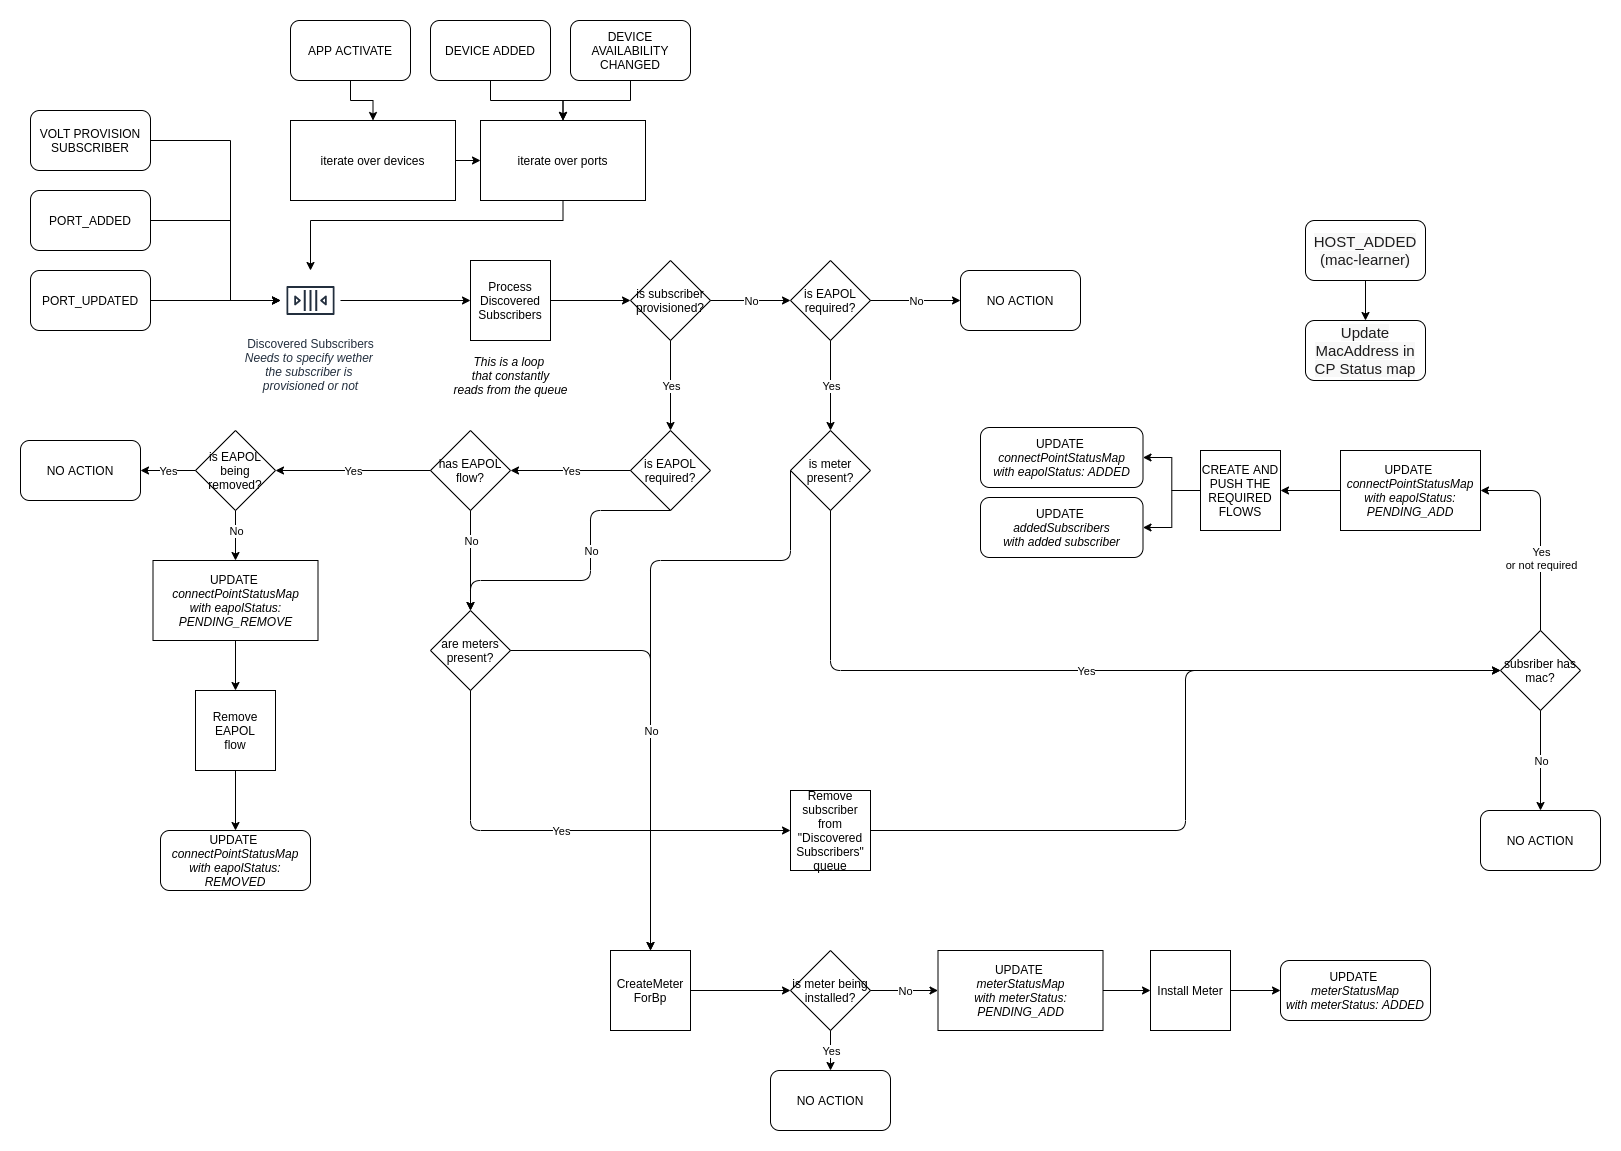 APP ACTIVATE
DEVICE ADDED
DEVICE
AVAILABILITY
CHANGED
VOLT PROVISION
SUBSCRIBER
iterate over devices
iterate over ports
PORT_ADDED
HOST_ADDED
(mac-learner)
PORT_UPDATED
Process
Discovered
Subscribers
is subscriber
provisioned?
No
is EAPOL
required?
No
NO ACTION
Update
MacAddress in
CP Status map
Discovered Subscribers
Needs to specify wether
the subscriber is
provisioned or not
This is a loop
that constantly
reads from the queue
Yes
Yes
NO ACTION
Yes
is EAPOL
being
removed?
Yes
has EAPOL
flow?
Yes
is EAPOL
required?
is meter
present?
UPDATE
connectPointStatusMap
with eapolStatus: ADDED
UPDATE
addedSubscribers
with added subscriber
CREATE AND
PUSH THE
REQUIRED
FLOWS
UPDATE
connectPointStatusMap
with eapolStatus:
PENDING_ADD
No
No
No
Yes
or not required
UPDATE
connectPointStatusMap
with eapolStatus:
PENDING_REMOVE
are meters
present?
Yes
subsriber has
mac?
Remove
EAPOL
flow
No
No
Yes
Remove
subscriber
from
"Discovered
Subscribers"
queue
NO ACTION
UPDATE
connectPointStatusMap
with eapolStatus:
REMOVED
CreateMeter
ForBp
is meter being
installed?
No
UPDATE
meterStatusMap
with meterStatus:
PENDING_ADD
Install Meter
UPDATE
meterStatusMap
with meterStatus: ADDED
Yes
NO ACTION